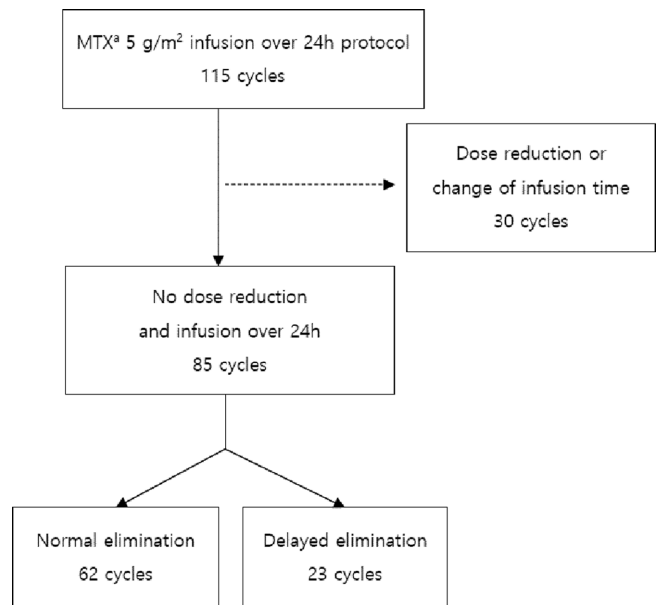 MTXᵃ 5 g/m² infusion over 24h protocol
115 cycles
Dose reduction or
change of infusion time
30 cycles
No dose reduction
and infusion over 24h
85 cycles
Normal elimination
62 cycles
Delayed elimination
23 cycles